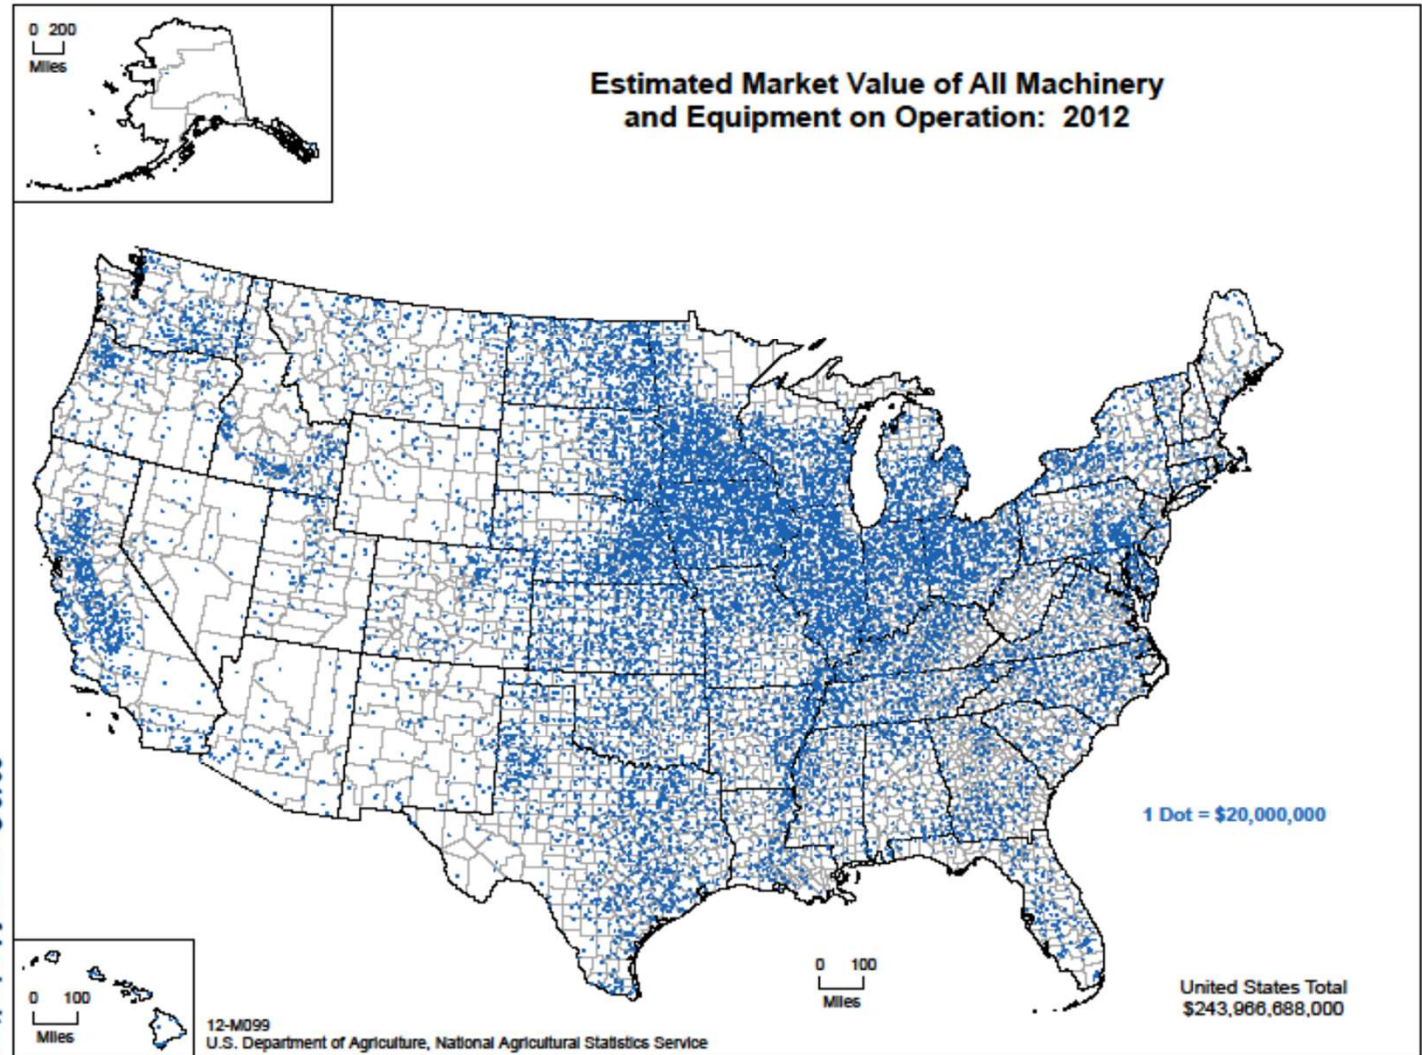 0 200
Miles
Estimated Market Value of All Machinery
and Equipment on Operation: 2012
1 Dot = $20,000,000
0 100
Miles
United States Total
$243,966,688,000
0 100
Miles
12-M099
U.S. Department of Agriculture, National Agricultural Statistics Service